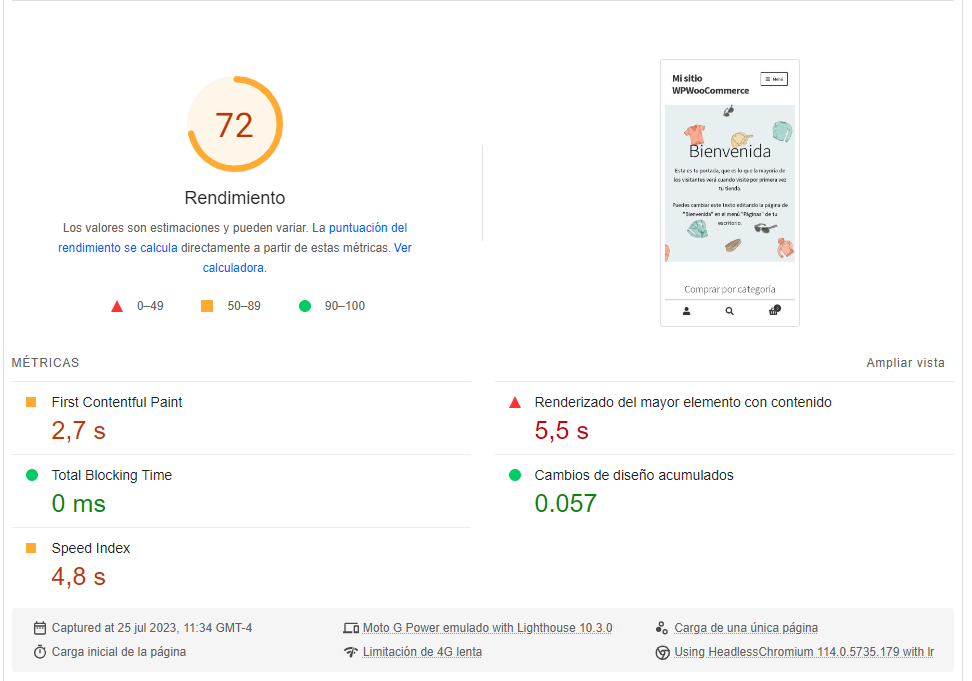 72
Rendimiento
Los valores son estimaciones y pueden variar. La puntuación del
rendimiento se calcula directamente a partir de estas métricas. Ver
calculadora.
0–49
50–89
90–100
Mi sitio
WPWooCommerce
Menú
Bienvenida
Esta es tu portada, que es lo que la mayoría de
los visitantes verá cuando visite por primera vez
tu tienda.
Puedes cambiar este texto editando la página de
"Bienvenida" en el menú "Páginas" de tu
escritorio.
Comprar por categoría
MÉTRICAS
Ampliar vista
First Contentful Paint
2,7 s
Renderizado del mayor elemento con contenido
5,5 s
Total Blocking Time
0 ms
Cambios de diseño acumulados
0.057
Speed Index
4,8 s
Captured at 25 jul 2023, 11:34 GMT-4
Moto G Power emulado with Lighthouse 10.3.0
Carga de una única página
Carga inicial de la página
Limitación de 4G lenta
Using HeadlessChromium 114.0.5735.179 with lr